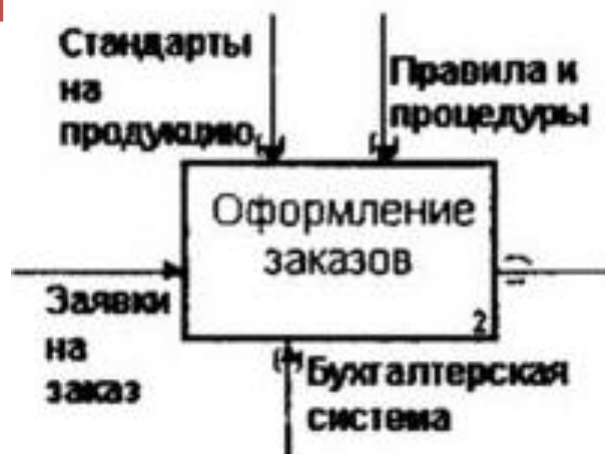 Стандарты
на
продукцию
Правила и
процедуры
Оформление
заказов
2
Заявки
на
заказ
Бухгалтерская
система